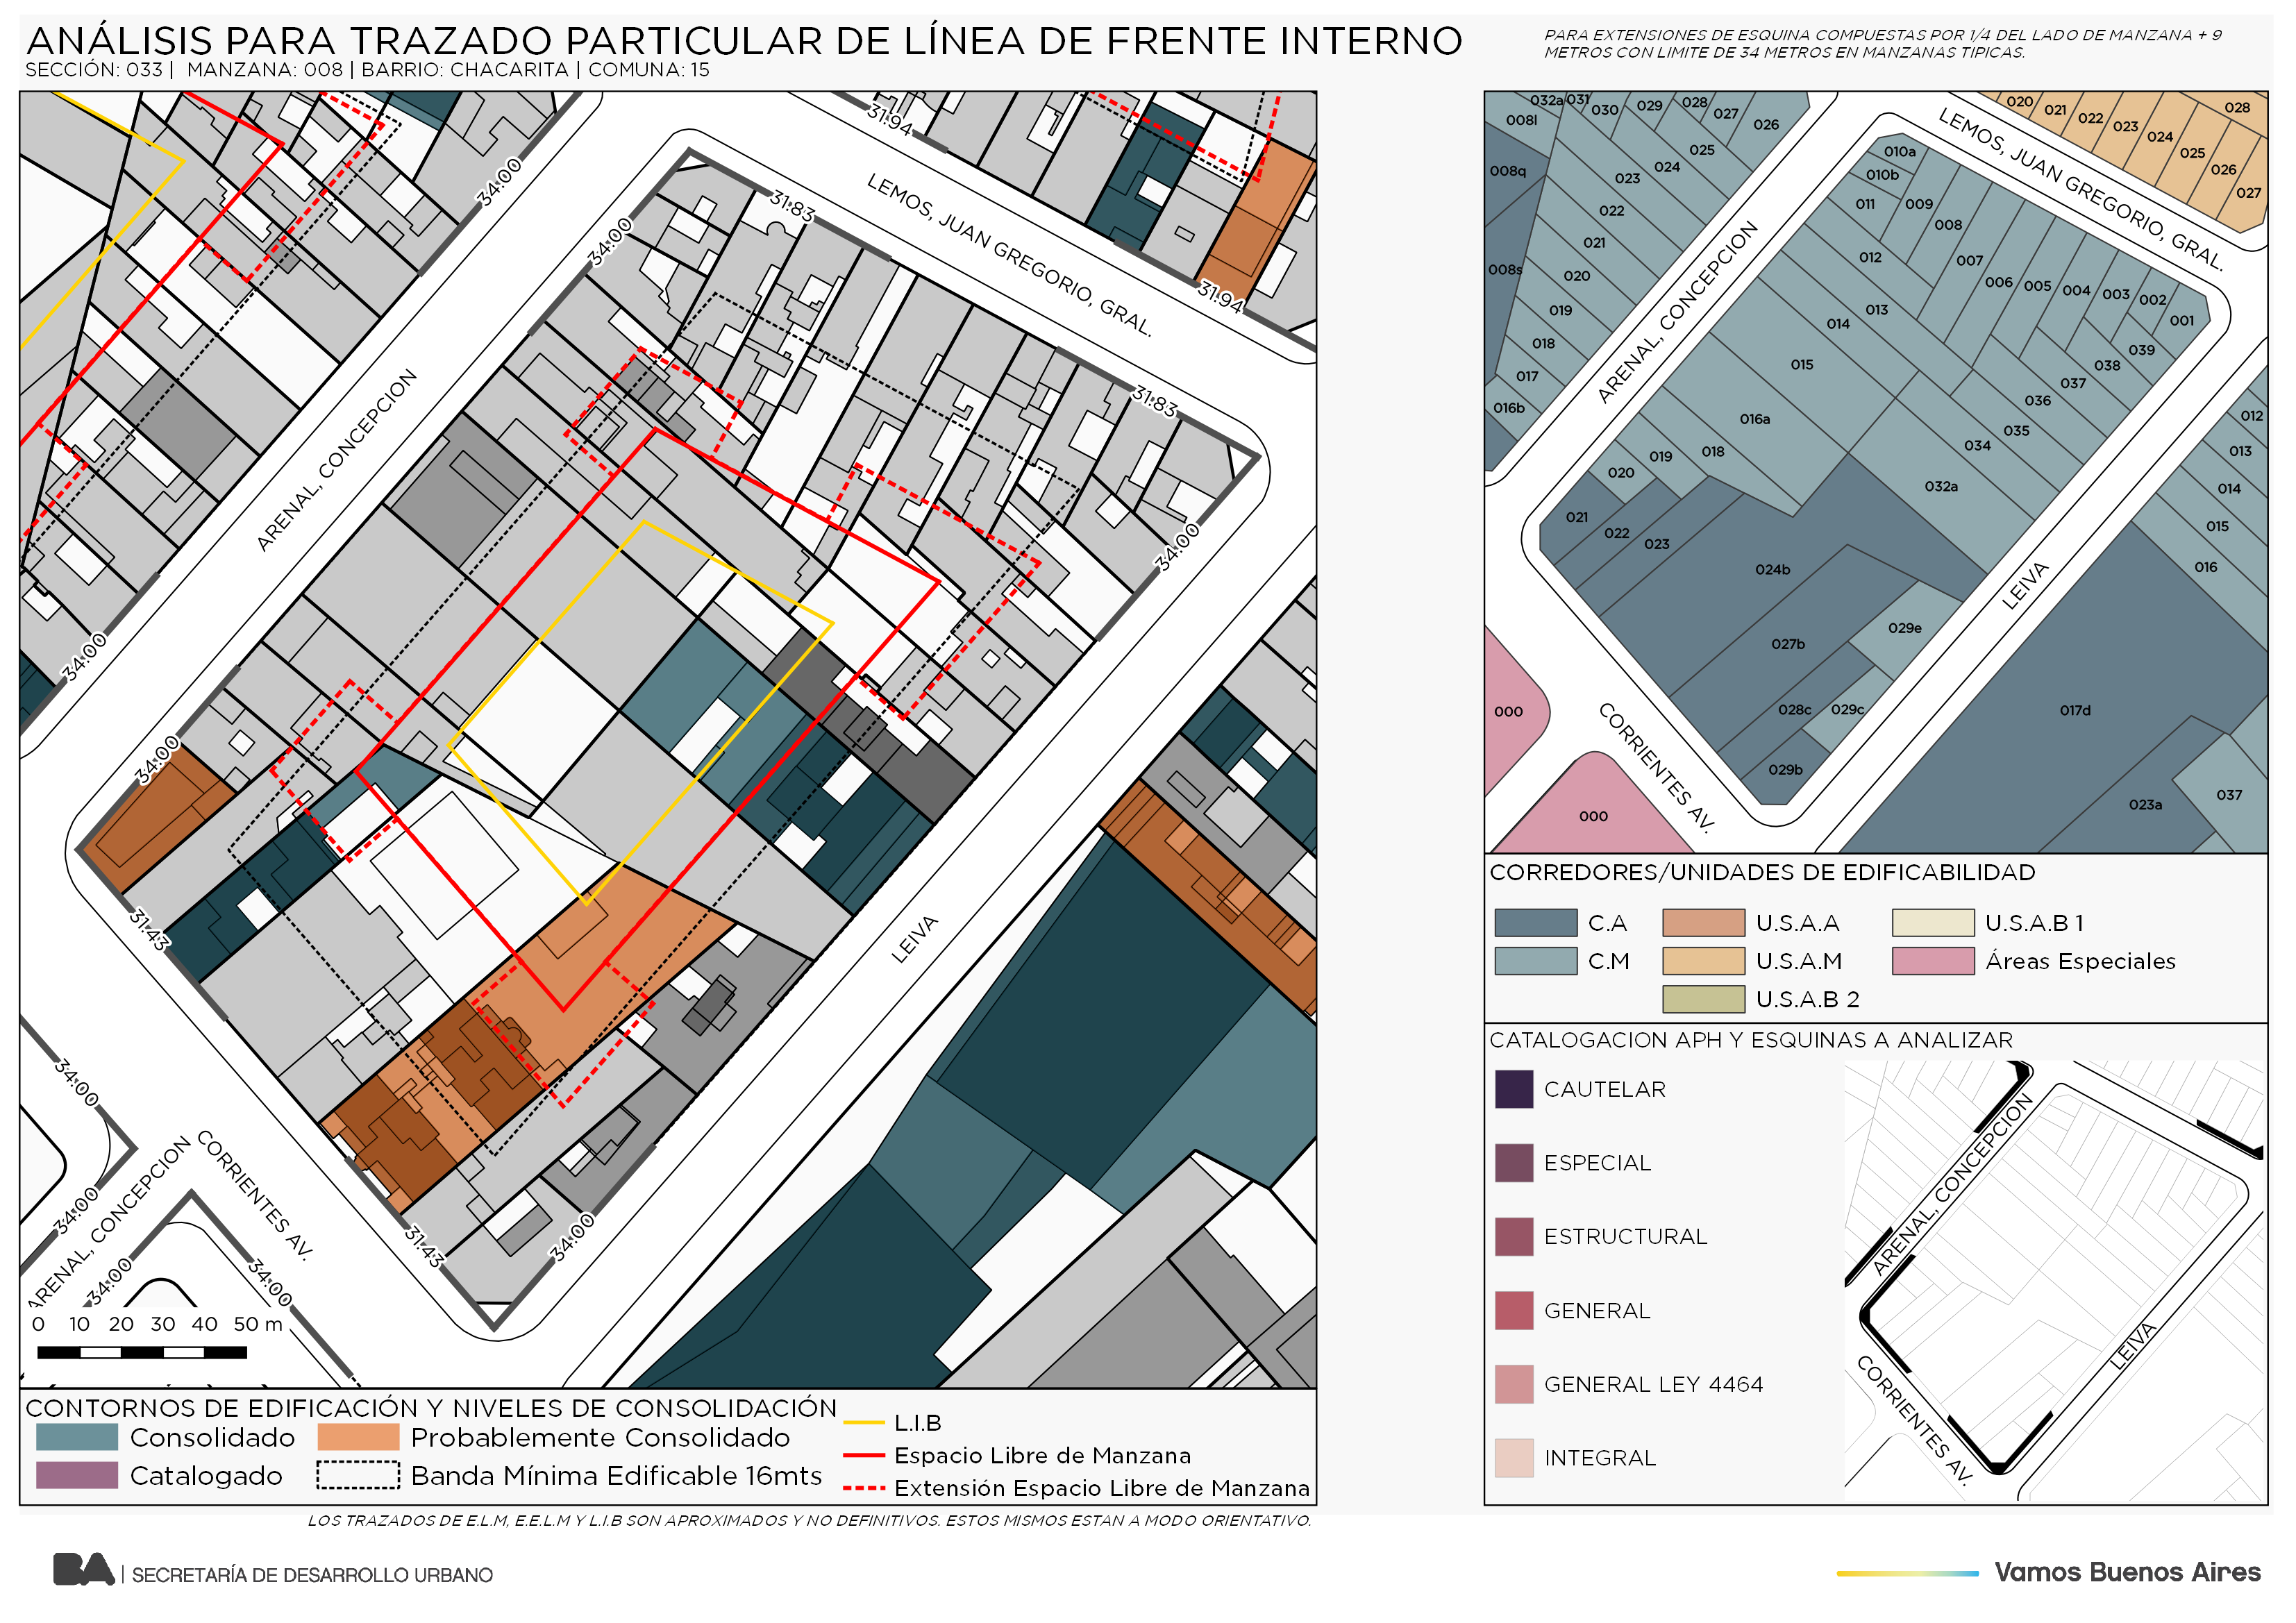 ANÁLISIS PARA TRAZADO PARTICULAR DE LÍNEA DE FRENTE INTERNO
SECCIÓN: 033 | MANZANA: 008 | BARRIO: CHACARITA | COMUNA: 15
PARA EXTENSIONES DE ESQUINA COMPUESTAS POR 1/4 DEL LADO DE MANZANA + 9
METROS CON LIMITE DE 34 METROS EN MANZANAS TIPICAS.
31.94
34:00
31.83
LEMOS, JUAN GREGORIO, GRAL.
34:00
31.94
31.83
ARENAL, CONCEPCION
34:00
34:00
34:00
31.43
LEIVA
34:00
34:00
ARENAL, CONCEPCION
CORRIENTES AV.
34:00
34:00
31.43
34:00
0 10 20 30 40 50 m
CONTORNOS DE EDIFICACIÓN Y NIVELES DE CONSOLIDACIÓN
Consolidado
Probablemente Consolidado
Catalogado
Banda Mínima Edificable 16mts
L.I.B
Espacio Libre de Manzana
Extensión Espacio Libre de Manzana
032a
031
030
029
028
027
026
008l
025
024
023
008q
022
021
008s
020
019
018
017
016b
020
021
022
023
024
025
026
027
028
LEMOS, JUAN GREGORIO, GRAL.
ARENAL, CONCEPCION
010a
010b
011
009
008
012
007
006
005
004
003
002
001
013
014
039
038
015
037
036
016a
035
034
019
018
020
032a
021
022
023
024b
LEIVA
029e
027b
028c
029c
029b
CORRIENTES AV.
000
000
012
013
014
015
016
017d
023a
037
CORREDORES/UNIDADES DE EDIFICABILIDAD
C.A
U.S.A.A
U.S.A.B 1
C.M
U.S.A.M
Áreas Especiales
U.S.A.B 2
CATALOGACION APH Y ESQUINAS A ANALIZAR
CAUTELAR
ESPECIAL
ESTRUCTURAL
GENERAL
GENERAL LEY 4464
INTEGRAL
ARENAL, CONCEPCION
LEIVA
CORRIENTES AV.
LOS TRAZADOS DE E.L.M, E.E.L.M Y L.I.B SON APROXIMADOS Y NO DEFINITIVOS. ESTOS MISMOS ESTAN A MODO ORIENTATIVO.
BA | SECRETARÍA DE DESARROLLO URBANO
Vamos Buenos Aires